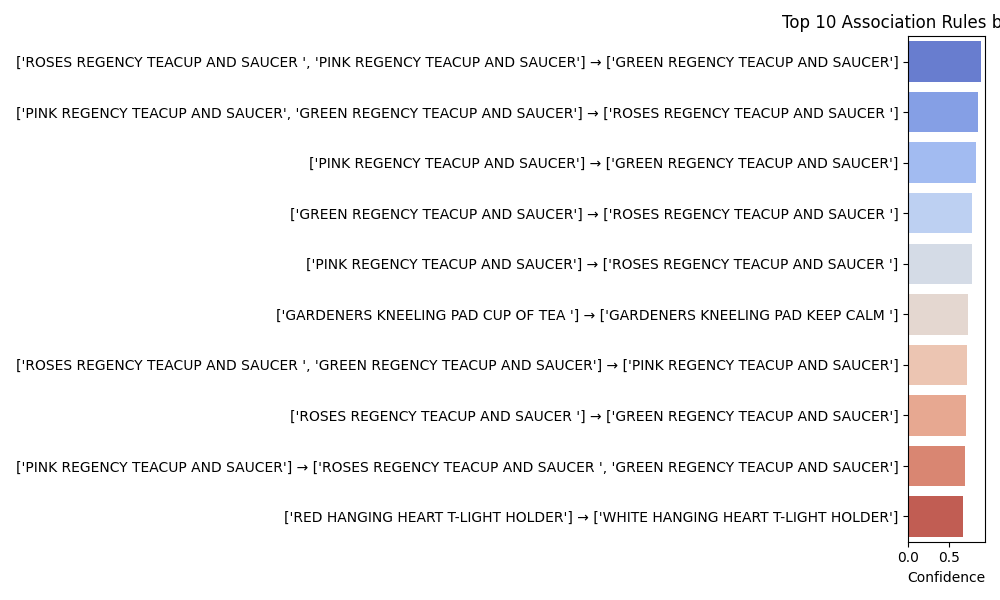 Top 10 Association Rules b
['ROSES REGENCY TEACUP AND SAUCER ', 'PINK REGENCY TEACUP AND SAUCER'] → ['GREEN REGENCY TEACUP AND SAUCER']
['PINK REGENCY TEACUP AND SAUCER', 'GREEN REGENCY TEACUP AND SAUCER'] → ['ROSES REGENCY TEACUP AND SAUCER ']
['PINK REGENCY TEACUP AND SAUCER'] → ['GREEN REGENCY TEACUP AND SAUCER']
['GREEN REGENCY TEACUP AND SAUCER'] → ['ROSES REGENCY TEACUP AND SAUCER ']
['PINK REGENCY TEACUP AND SAUCER'] → ['ROSES REGENCY TEACUP AND SAUCER ']
['GARDENERS KNEELING PAD CUP OF TEA '] → ['GARDENERS KNEELING PAD KEEP CALM ']
['ROSES REGENCY TEACUP AND SAUCER ', 'GREEN REGENCY TEACUP AND SAUCER'] → ['PINK REGENCY TEACUP AND SAUCER']
['ROSES REGENCY TEACUP AND SAUCER '] → ['GREEN REGENCY TEACUP AND SAUCER']
['PINK REGENCY TEACUP AND SAUCER'] → ['ROSES REGENCY TEACUP AND SAUCER ', 'GREEN REGENCY TEACUP AND SAUCER']
['RED HANGING HEART T-LIGHT HOLDER'] → ['WHITE HANGING HEART T-LIGHT HOLDER']
0.0 0.5
Confidence